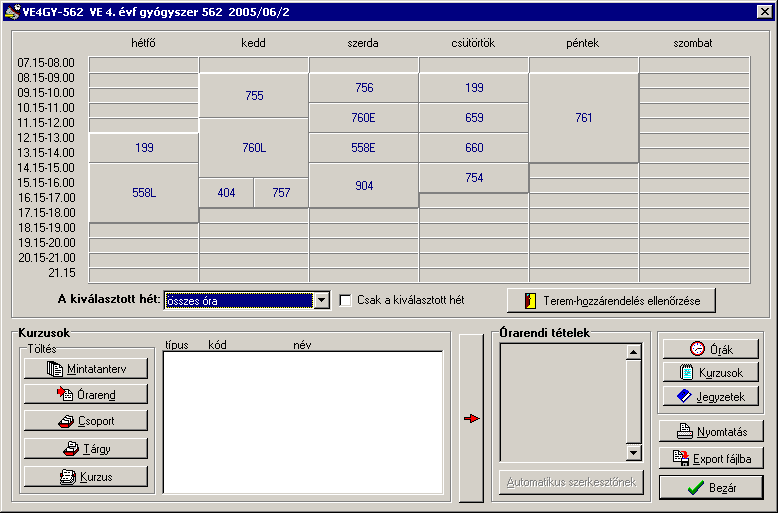 VE4GY-562 VE 4. évf gyógyszer 562 2005/06/2
hétfő kedd szerda csütörtök péntek szombat
07.15-08.00
08.15-09.00
09.15-10.00 755 756 199
10.15-11.00
11.15-12.00 760E 659 761
12.15-13.00
13.15-14.00 199 760L 558E 660
14.15-15.00
15.15-16.00 754
16.15-17.00 558L 404 757 904
17.15-18.00
18.15-19.00
19.15-20.00
20.15-21.00
21.15
A kiválasztott hét: összes óra Csak a kiválasztott hét Terem-hozzárendelés ellenőrzése
Kurzusok
Töltés
Mintatanterv
Órarend
Csoport
Tárgy
Kurzus
típus kód név
Órarendi tételek
Automatikus szerkesztőnek
Órák
Kurzusok
Jegyzetek
Nyomtatás
Export fájlba
Bezár